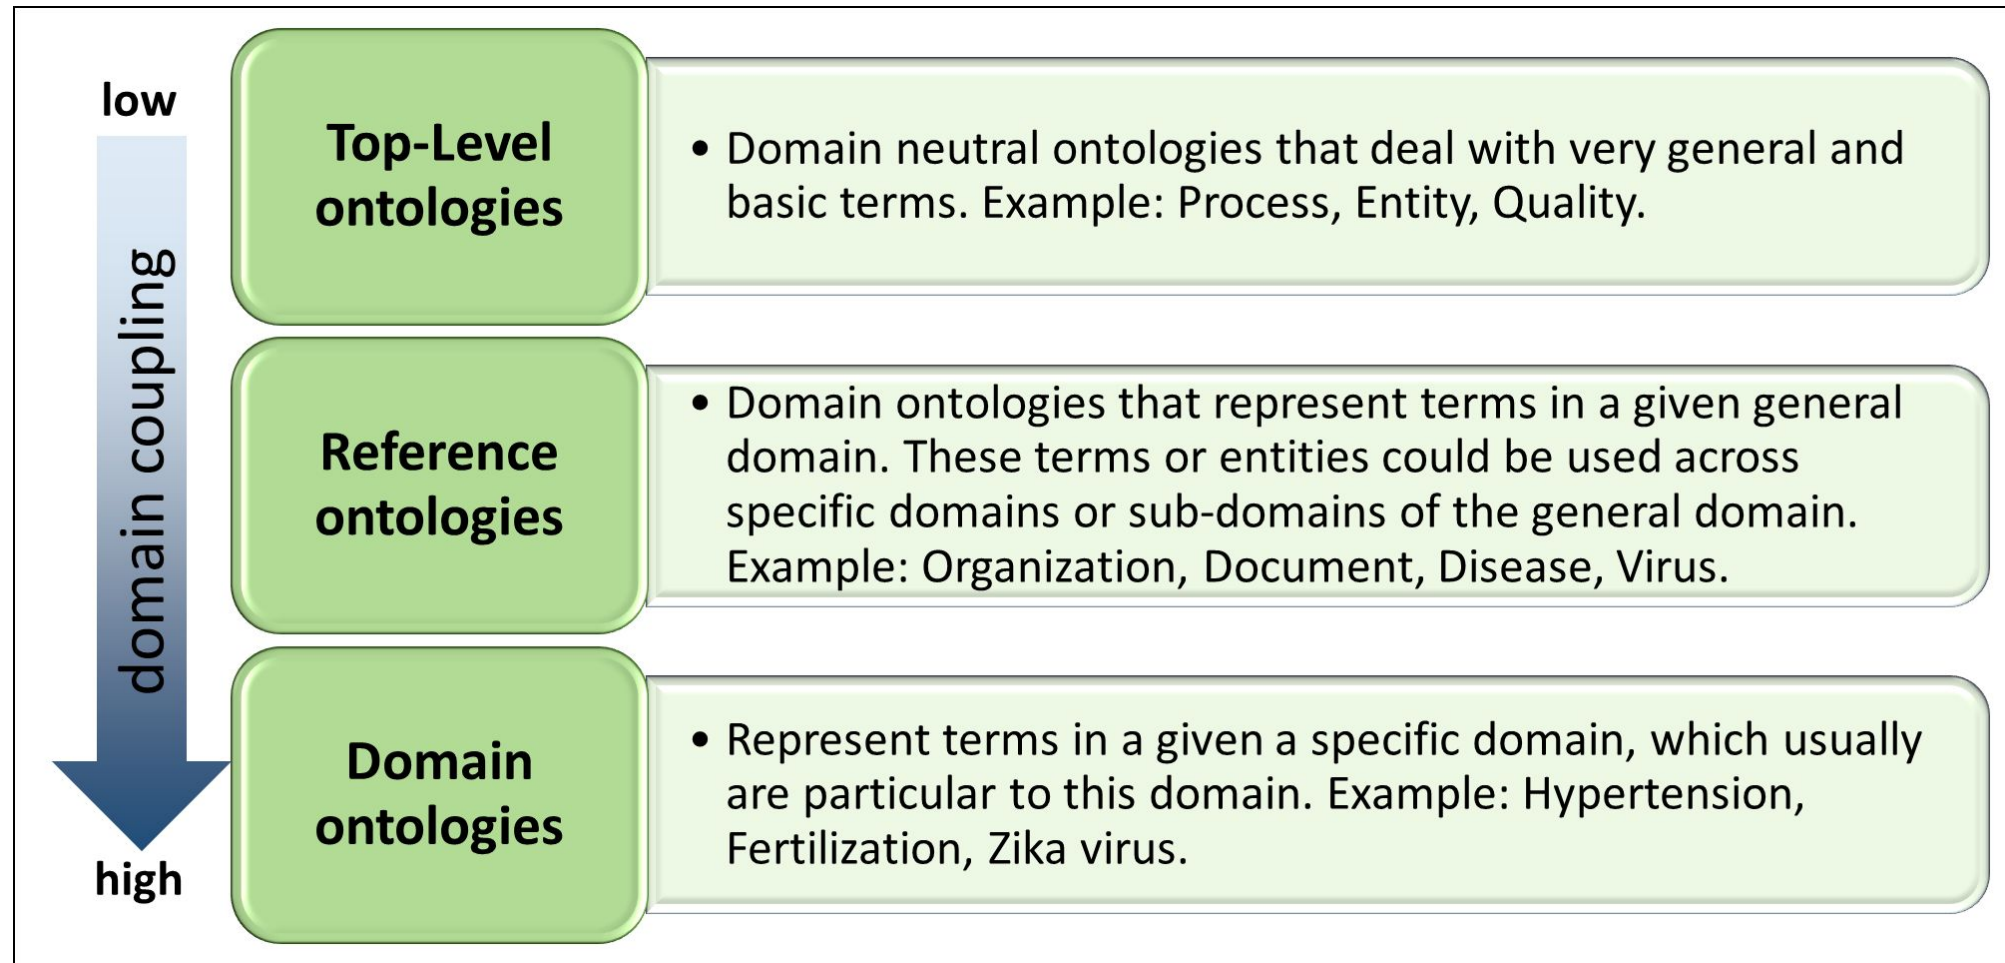 low
domain coupling
high
Top-Level
ontologies
• Domain neutral ontologies that deal with very general and
basic terms. Example: Process, Entity, Quality.
Reference
ontologies
• Domain ontologies that represent terms in a given general
domain. These terms or entities could be used across
specific domains or sub-domains of the general domain.
Example: Organization, Document, Disease, Virus.
Domain
ontologies
• Represent terms in a given a specific domain, which usually
are particular to this domain. Example: Hypertension,
Fertilization, Zika virus.